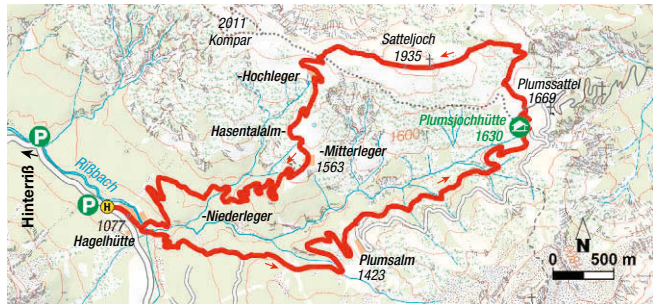 2011
Kompar
Satteljoch
1935
Plumssattel
1669
-Hochleger
Plumsjochhütte
1630
Hasentalalm-
1600
-Mitterleger
1563
P
Hinterriß
Rißbach
P
H
1077
Hagelhütte
-Niederleger
Plumsalm
1423
N
0 500 m